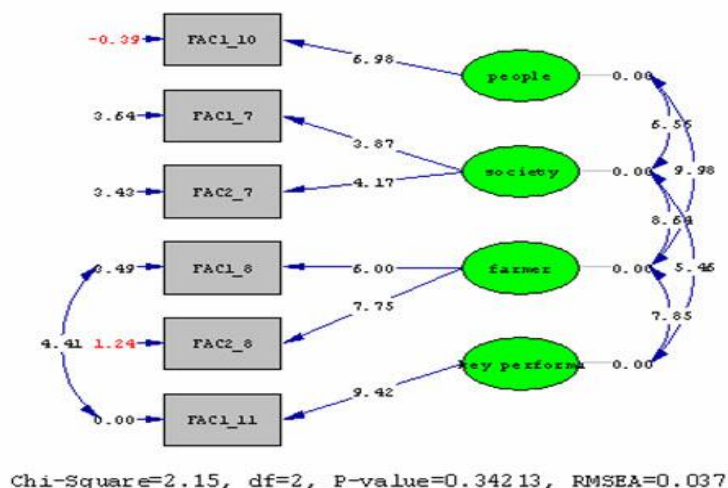 -0.39 FAC1_10 6.98 people 0.00
6.55
3.64 FAC1_7 3.87 9.98
3.43 FAC2_7 4.17 society 0.00
8.64
FAC1_8 6.00 farmer 0.00 5.46
7.75
4.41 1.24 FAC2_8 7.85
9.42 key performa 0.00
0.00 FAC1_11
Chi-Square=2.15, df=2, P-value=0.34213, RMSEA=0.037